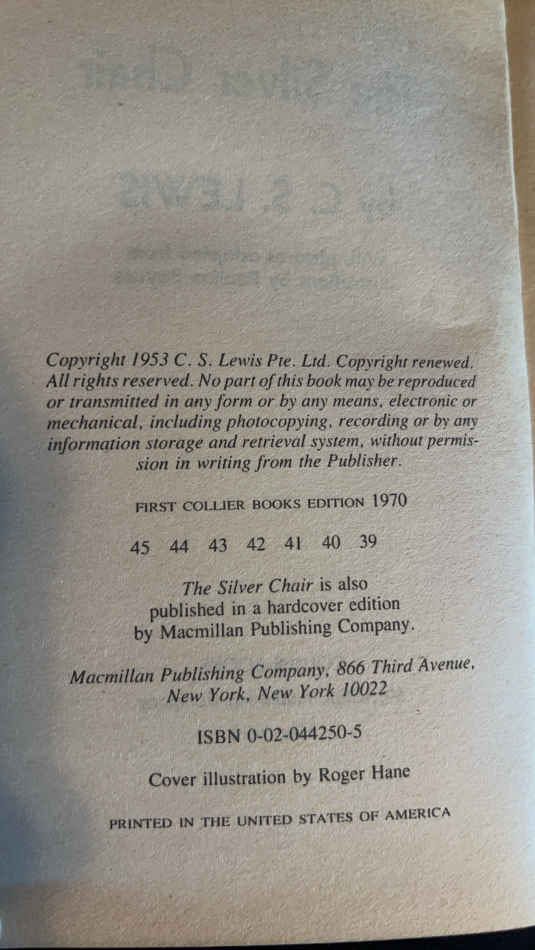 Copyright 1953 C. S. Lewis Pte. Ltd. Copyright renewed.
All rights reserved. No part of this book may be reproduced
or transmitted in any form or by any means, electronic or
mechanical, including photocopying, recording or by any
information storage and retrieval system, without permis-
sion in writing from the Publisher.
FIRST COLLIER BOOKS EDITION 1970
45 44 43 42 41 40 39
The Silver Chair is also
published in a hardcover edition
by Macmillan Publishing Company.
Macmillan Publishing Company, 866 Third Avenue,
New York, New York 10022
ISBN 0-02-044250-5
Cover illustration by Roger Hane
PRINTED IN THE UNITED STATES OF AMERICA